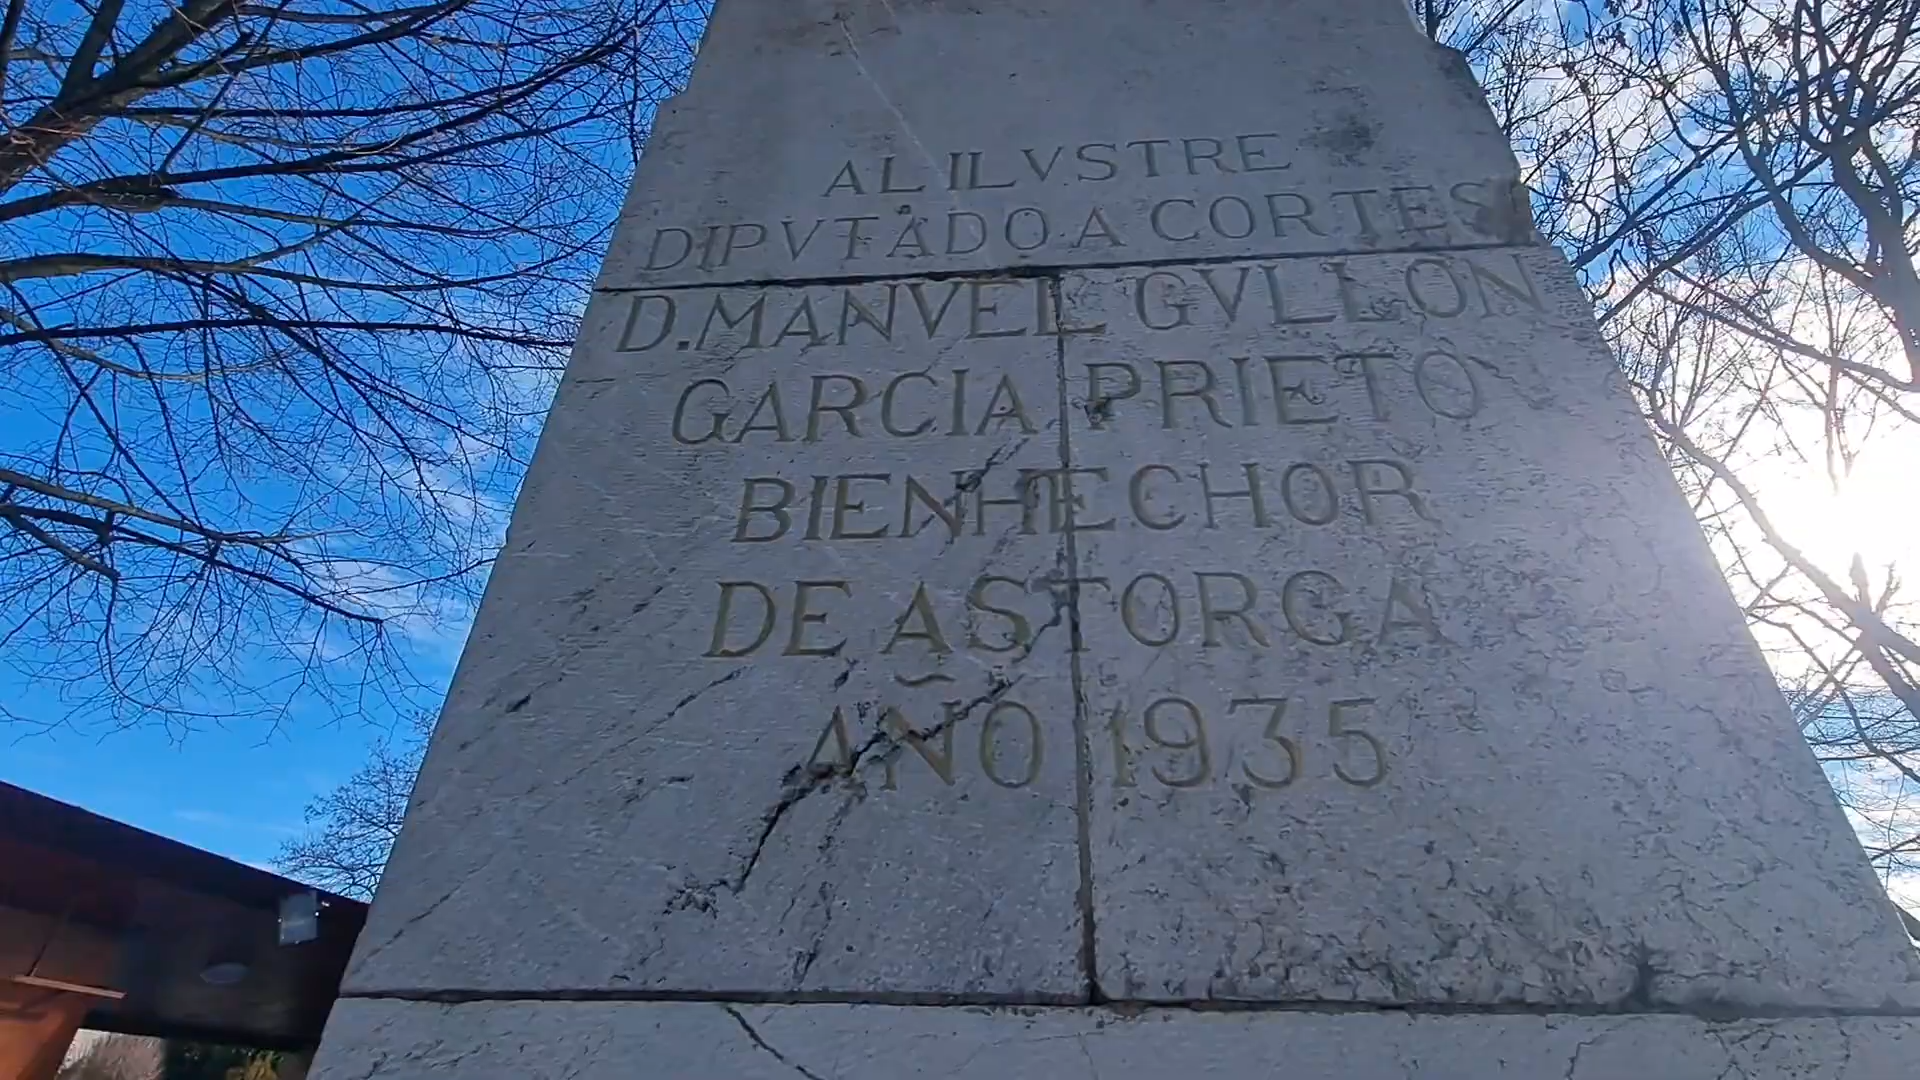 AL ILVSTRE
DIPVTADO A CORTES
D. MANVEL GVLLON
GARCIA PRIETO
BIENHECHOR
DE ASTORGA
AÑO 1935